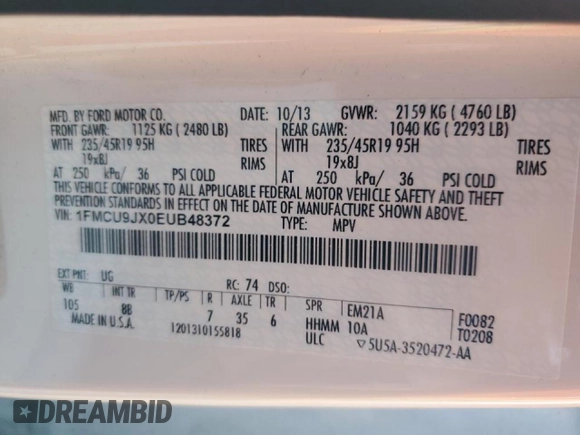 MFD. BY FORD MOTOR CO. DATE: 10/13 GVWR: 2159 KG ( 4760 LB)
FRONT GAWR: 1125 KG ( 2480 LB) REAR GAWR: 1040 KG ( 2293 LB)
WITH 235/45R19 95H TIRES WITH 235/45R19 95H TIRES
19x8J RIMS 19x8J RIMS
AT 250 kPa/ 36 PSI COLD AT 250 kPa/ 36 PSI COLD
THIS VEHICLE CONFORMS TO ALL APPLICABLE FEDERAL MOTOR VEHICLE SAFETY AND THEFT
PREVENTION STANDARDS IN EFFECT ON THE DATE OF MANUFACTURE SHOWN ABOVE.
VIN: 1FMCU9JX0EUB48372 TYPE: MPV
EXT PNT: UG RC: 74 DSO:
WB INT TR TP/PS R AXLE TR SPR EM21A F0082
105 8B 7 35 6 HHMM 10A T0208
MADE IN U.S.A. 1201310155818 ULC ▽5U5A-3520472-AA
DREAMBID